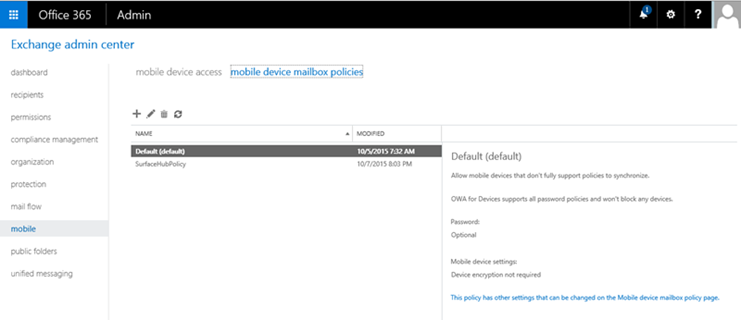 Office 365 Admin 1 ?
Exchange admin center
dashboard
recipients
permissions
compliance management
organization
protection
mail flow
mobile
public folders
unified messaging
mobile device access mobile device mailbox policies
NAME MODIFIED
Default (default) 10/5/2015 7:32 AM
SurfaceHubPolicy 10/7/2015 8:03 PM
Default (default)
Allow mobile devices that don't fully support policies to synchronize.
OWA for Devices supports all password policies and won't block any devices.
Password:
Optional
Mobile device settings:
Device encryption not required
This policy has other settings that can be changed on the Mobile device mailbox policy page.